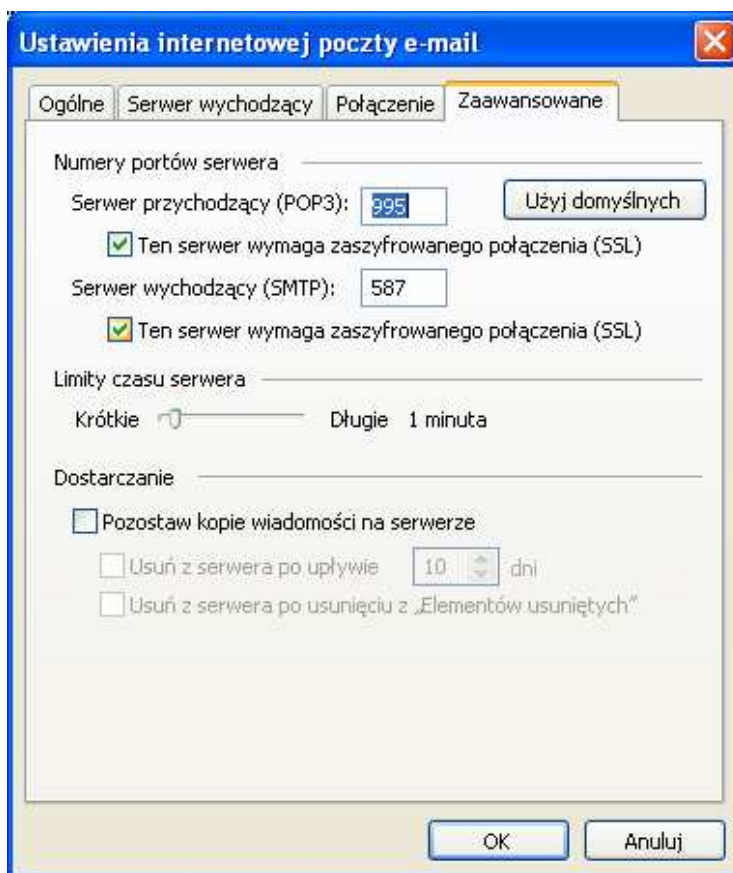 Ustawienia internetowej poczty e-mail
Ogólne Serwer wychodzący Połączenie Zaawansowane
Numery portów serwera
Serwer przychodzący (POP3): 995 Użyj domyślnych
Ten serwer wymaga zaszyfrowanego połączenia (SSL)
Serwer wychodzący (SMTP): 587
Ten serwer wymaga zaszyfrowanego połączenia (SSL)
Limity czasu serwera
Krótkie Długie 1 minuta
Dostarczanie
Pozostaw kopie wiadomości na serwerze
Usuń z serwera po upływie 10 dni
Usuń z serwera po usunięciu z „Elementów usuniętych”
OK Anuluj